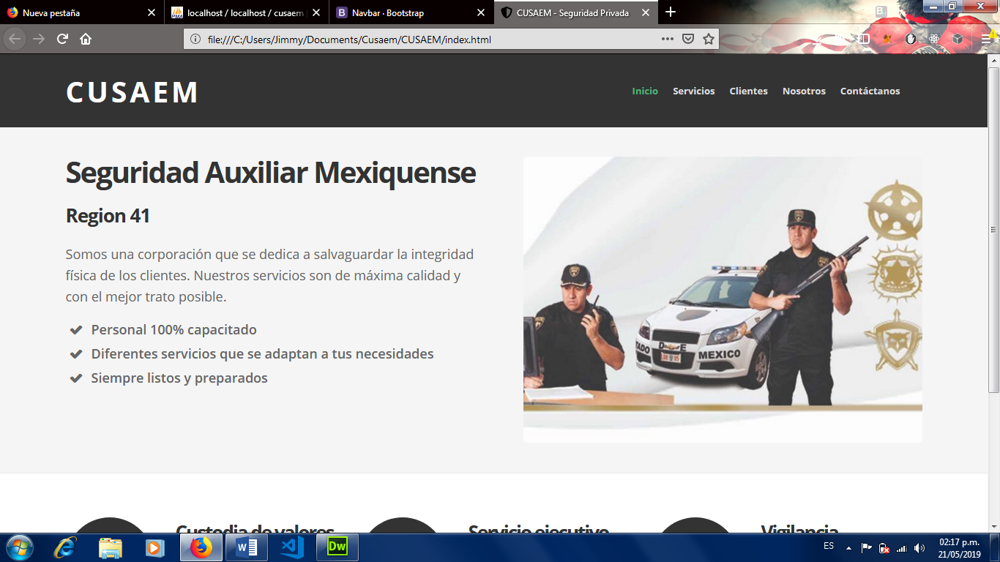 Nueva pestaña
localhost / localhost / cusaem
Navbar · Bootstrap
CUSAEM - Seguridad Privada
file:///C:/Users/Jimmy/Documents/Cusaem/CUSAEM/index.html
CUSAEM
Inicio Servicios Clientes Nosotros Contáctanos
Seguridad Auxiliar Mexiquense
Region 41
Somos una corporación que se dedica a salvaguardar la integridad
física de los clientes. Nuestros servicios son de máxima calidad y
con el mejor trato posible.
Personal 100% capacitado
Diferentes servicios que se adaptan a tus necesidades
Siempre listos y preparados
TADO DE MEXICO
Custodia de valores
Servicio ejecutivo
Vigilancia
Dw
ES
02:17 p.m.
21/05/2019